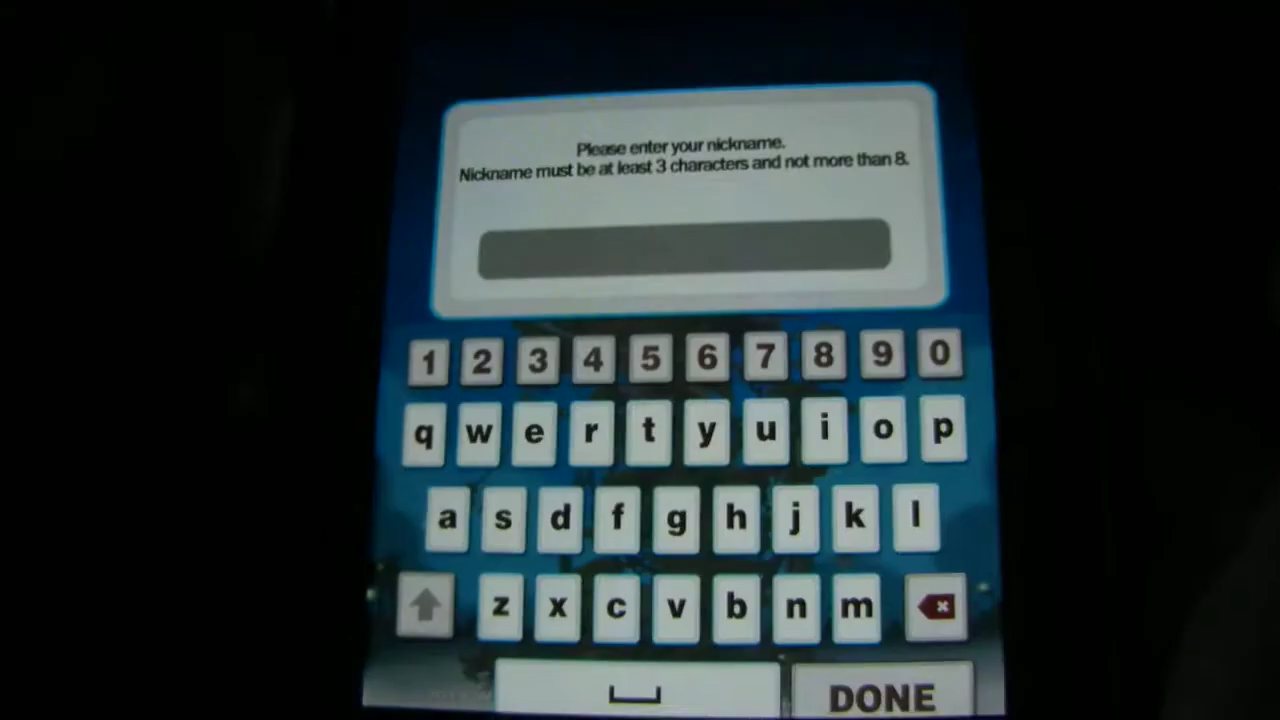 Please enter your nickname.
Nickname must be at least 3 characters and not more than 8.
1 2 3 4 5 6 7 8 9 0
q w e r t y u i o p
a s d f g h j k l
z x c v b n m
DONE